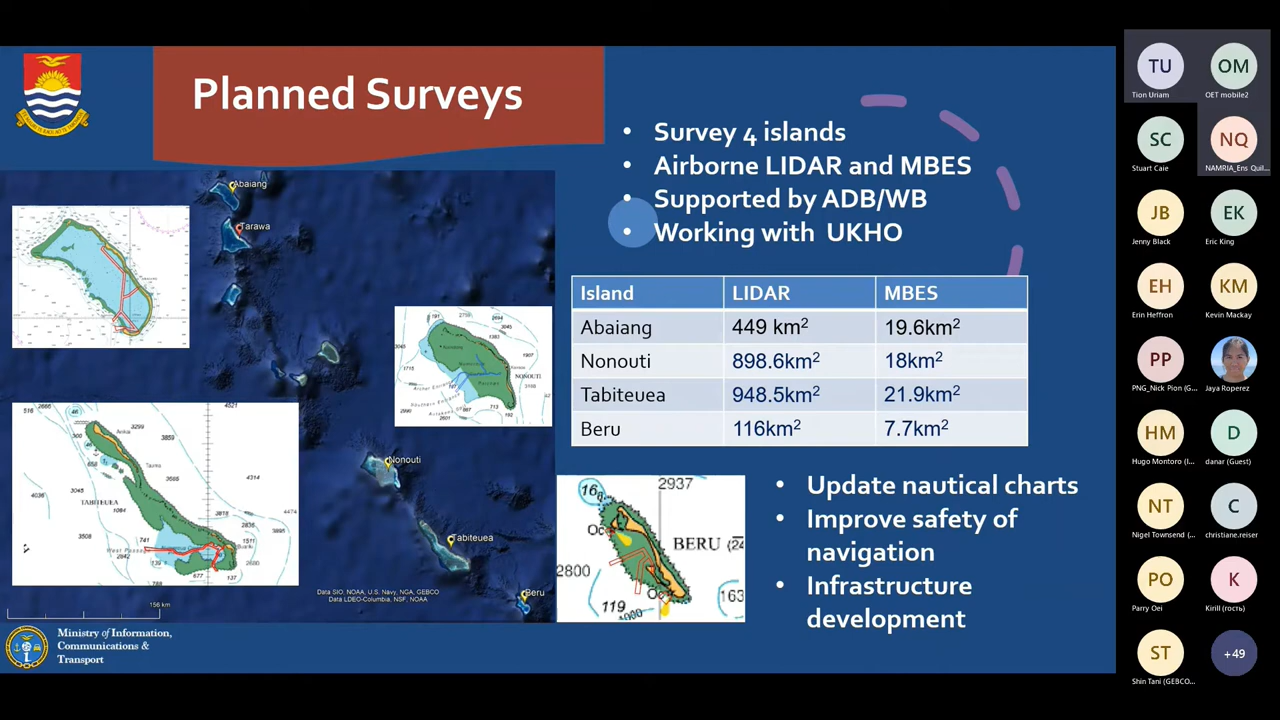 Planned Surveys
• Survey 4 islands
• Airborne LIDAR and MBES
• Supported by ADB/WB
• Working with UKHO
Abaiang
Tarawa
Nonouti
Tabiteuea
Beru
156 km
Data SIO, NOAA, U.S. Navy, NGA, GEBCO
Data LDEO-Columbia, NSF, NOAA
TABITEUEA
NONOUTI
BERU
2937
2800
119
Island LIDAR MBES
Abaiang 449 km² 19.6km²
Nonouti 898.6km² 18km²
Tabiteuea 948.5km² 21.9km²
Beru 116km² 7.7km²
• Update nautical charts
• Improve safety of
navigation
• Infrastructure
development
Ministry of Information,
Communications &
Transport
TU
Tion Uriam
OM
OET mobile2
SC
Stuart Caie
NQ
NAMRIA_Ens Quil...
JB
Jenny Black
EK
Eric King
EH
Erin Heffron
KM
Kevin Mackay
PP
PNG_Nick Pion (G...
Jaya Roperez
HM
Hugo Montoro (I...
D
danar (Guest)
NT
Nigel Townsend (...
C
christiane.reiser
PO
Parry Oei
K
Kirill (гость)
ST
Shin Tani (GEBCO...
+49